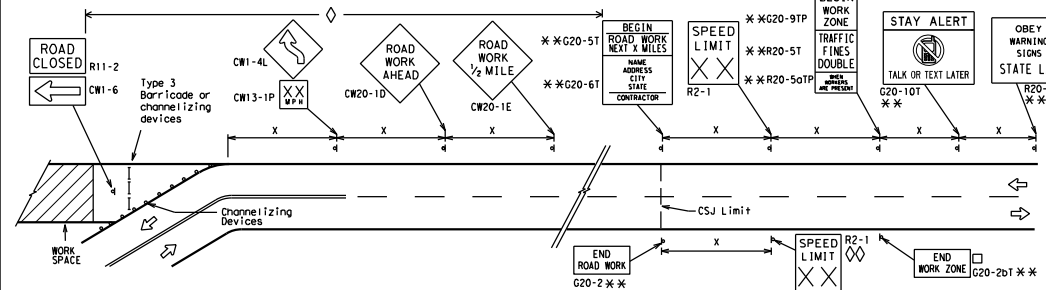 ROAD
CLOSED
R11-2
CW1-6
Type 3
Barricade or
channelizing
devices
CW1-4L
XX
MPH
CW13-1P
ROAD
WORK
AHEAD
CW20-1D
ROAD
WORK
1/2 MILE
CW20-1E
* *G20-5T
* *G20-6T
BEGIN
ROAD WORK
NEXT X MILES
NAME
ADDRESS
CITY
STATE
CONTRACTOR
SPEED
LIMIT
X X
R2-1
* *G20-9TP
* *R20-5T
* *R20-5aTP
WORK
ZONE
TRAFFIC
FINES
DOUBLE
WHEN
WORKERS
ARE PRESENT
STAY ALERT
TALK OR TEXT LATER
G20-10T
* *
OBEY
SIGNS
* *
X
X
X
X
X
X
Channelizing
Devices
WORK
SPACE
CSJ Limit
END
ROAD WORK
G20-2 * *
X
SPEED
LIMIT
X X
R2-1
END
WORK ZONE
G20-2bT * *